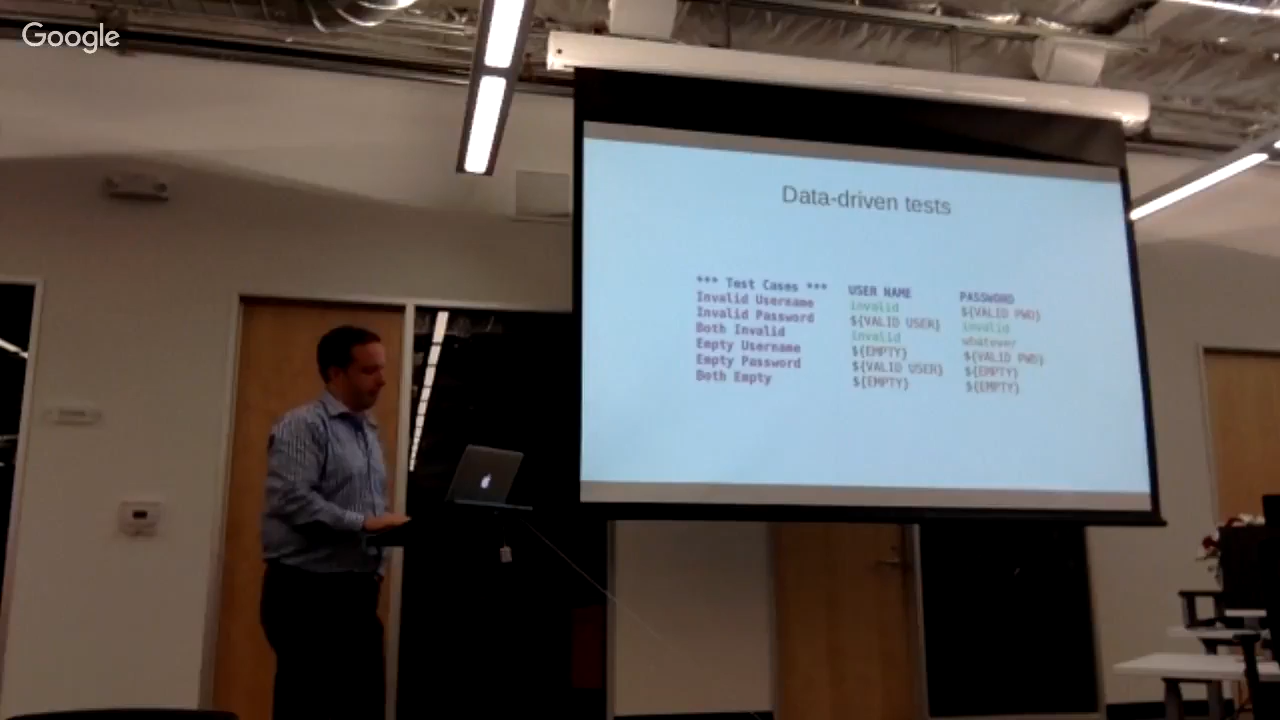 Google
Data-driven tests
*** Test Cases *** USER NAME PASSWORD
Invalid Username invalid ${VALID PWD}
Invalid Password ${VALID USER} invalid
Both Invalid invalid whatever
Empty Username ${EMPTY} ${VALID PWD}
Empty Password ${VALID USER} ${EMPTY}
Both Empty ${EMPTY} ${EMPTY}